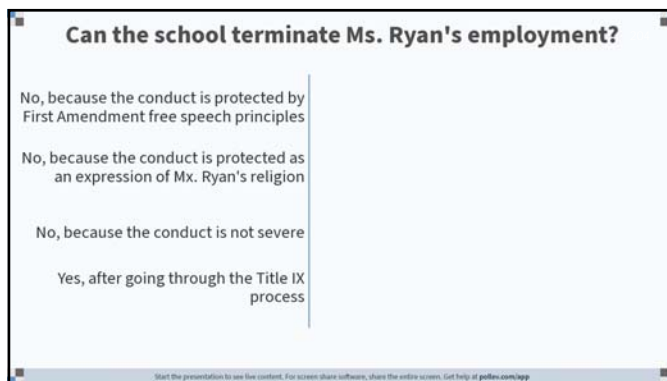 Can the school terminate Ms. Ryan's employment?
No, because the conduct is protected by
First Amendment free speech principles
No, because the conduct is protected as
an expression of Mx. Ryan's religion
No, because the conduct is not severe
Yes, after going through the Title IX
process
Start the presentation to see live content. For screen share software, share the entire screen. Get help at pollev.com/app